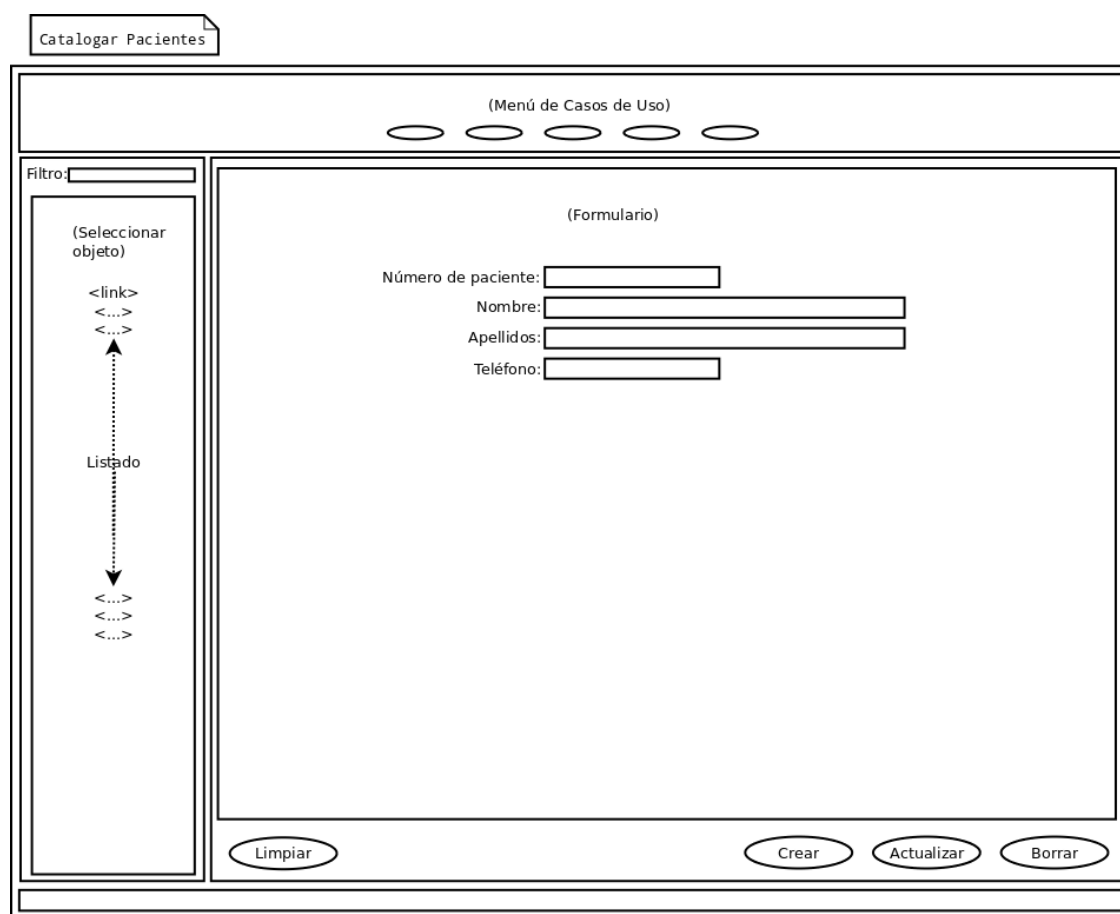 Catalogar Pacientes
(Menú de Casos de Uso)
Filtro:
(Seleccionar
objeto)
<link>
<...>
<...>
Listado
<...>
<...>
<...>
(Formulario)
Número de paciente:
Nombre:
Apellidos:
Teléfono:
Limpiar
Crear
Actualizar
Borrar